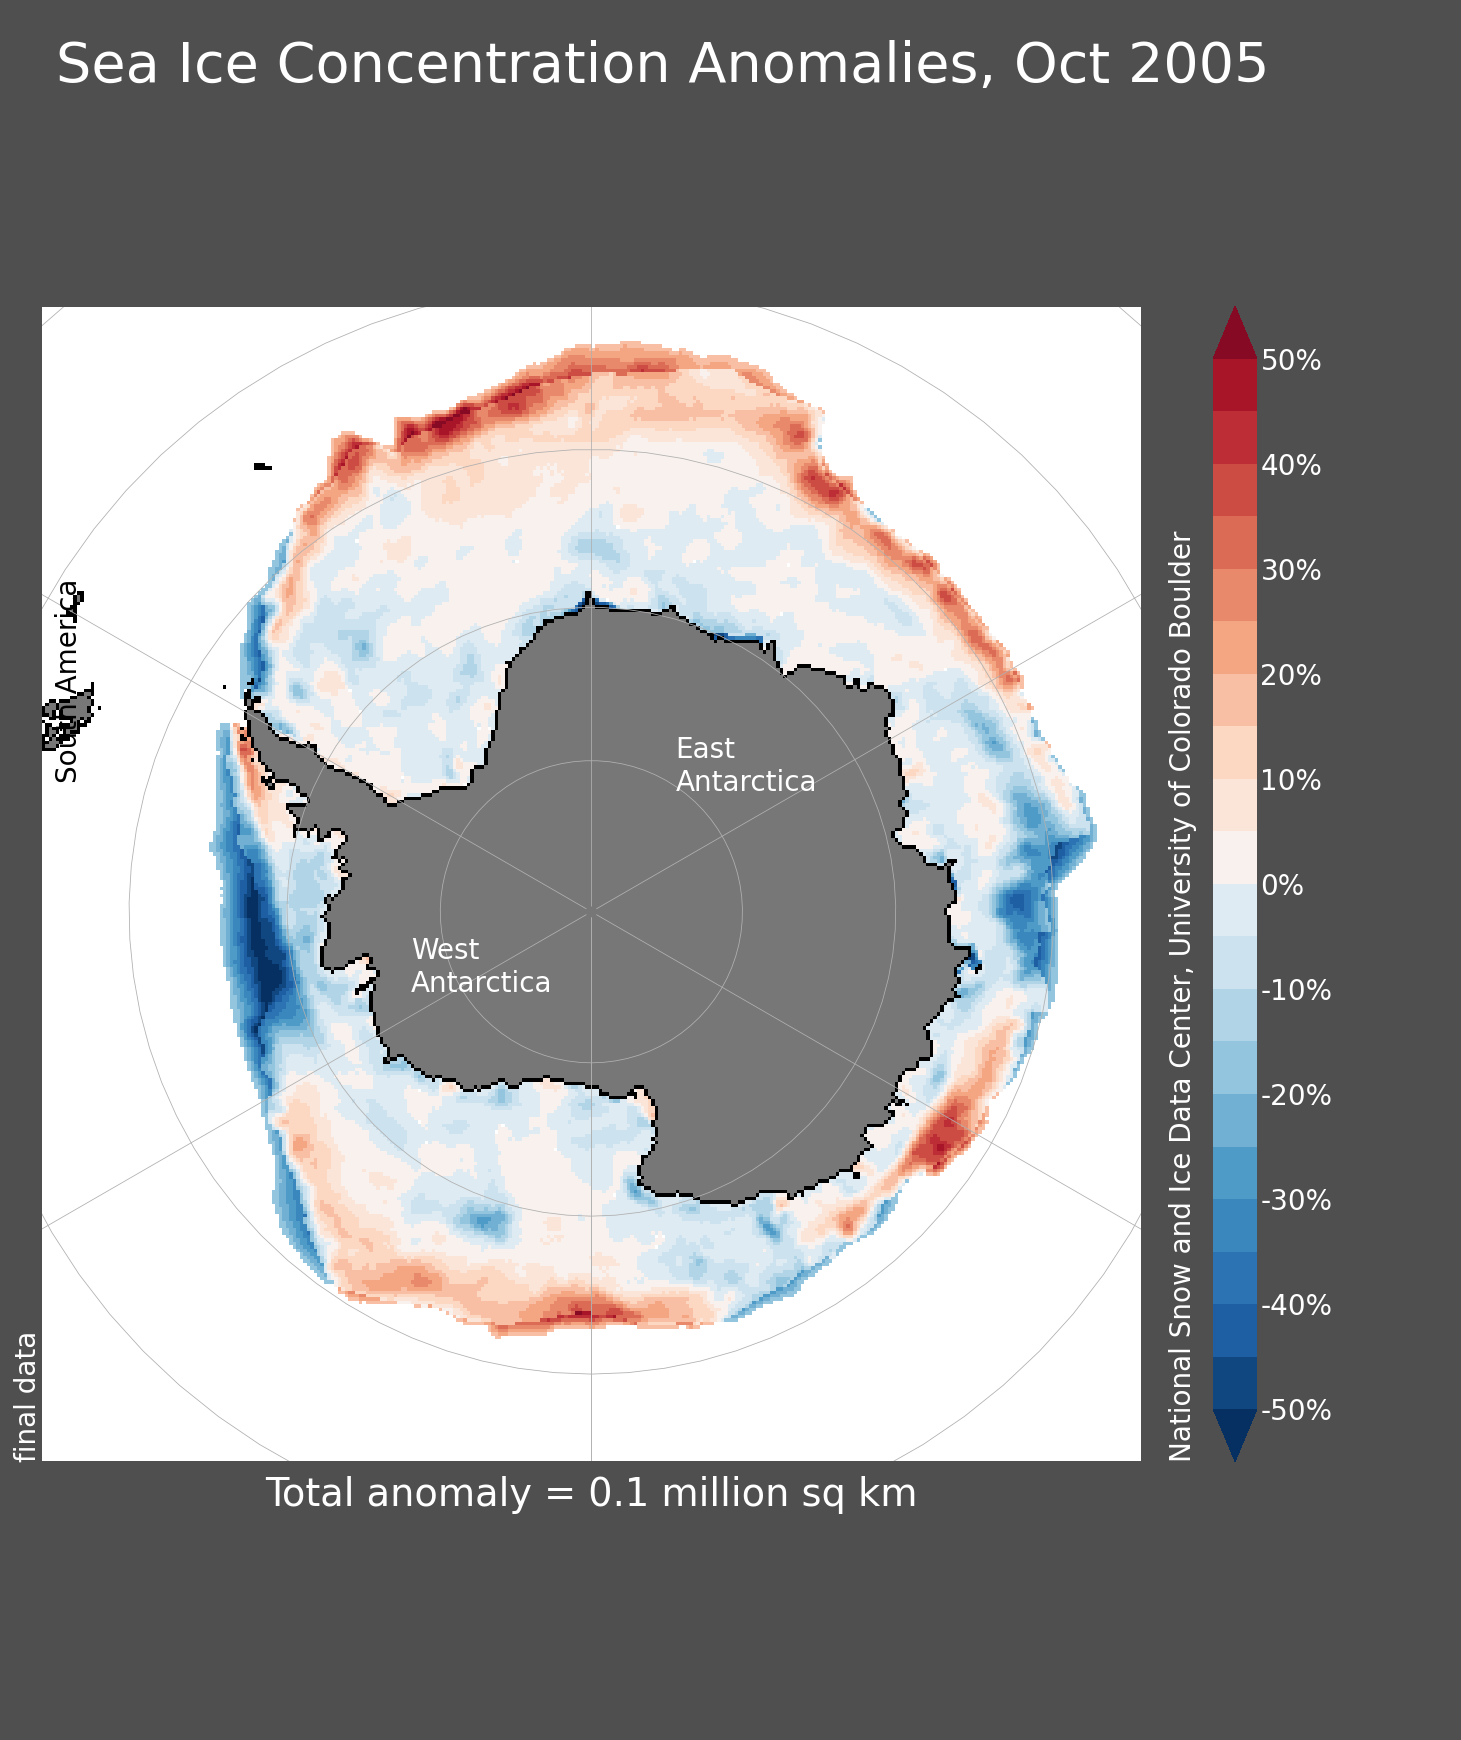 Sea Ice Concentration Anomalies, Oct 2005
South America
East
Antarctica
West
Antarctica
50%
40%
30%
20%
10%
0%
-10%
-20%
-30%
-40%
-50%
National Snow and Ice Data Center, University of Colorado Boulder
final data
Total anomaly = 0.1 million sq km